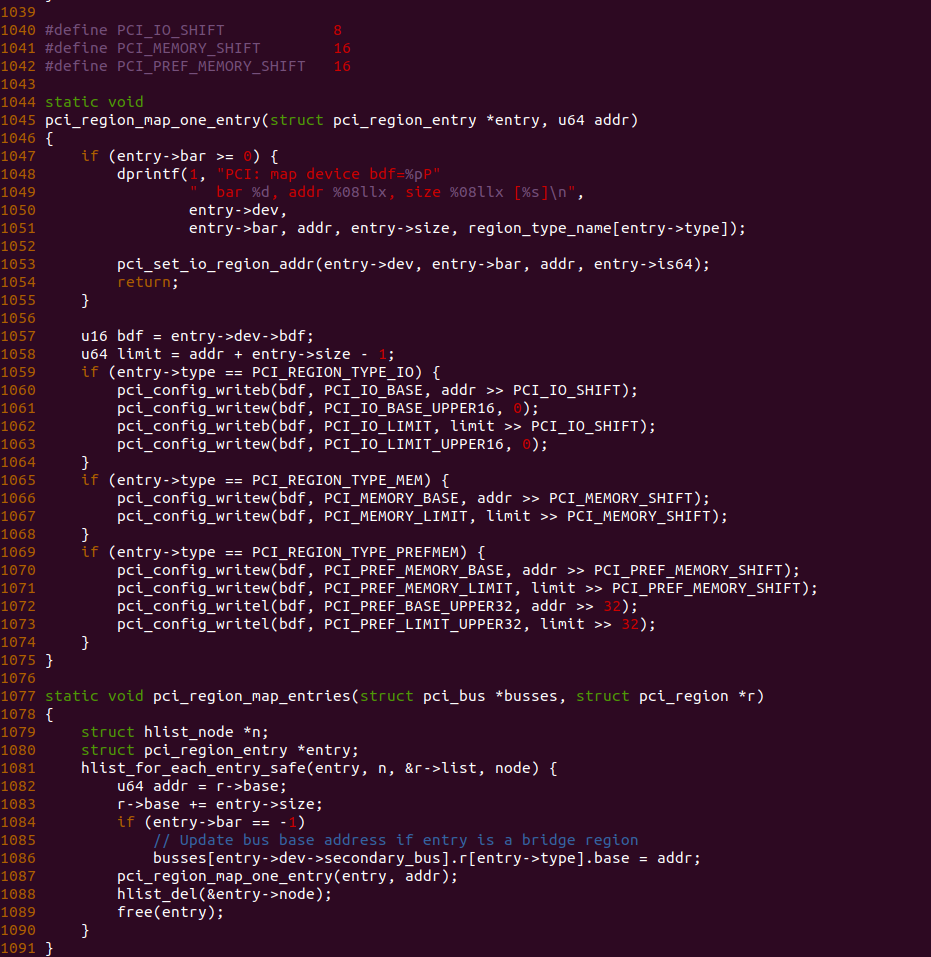 1039
1040 #define PCI_IO_SHIFT            8
1041 #define PCI_MEMORY_SHIFT        16
1042 #define PCI_PREF_MEMORY_SHIFT   16
1043
1044 static void
1045 pci_region_map_one_entry(struct pci_region_entry *entry, u64 addr)
1046 {
1047     if (entry->bar >= 0) {
1048         dprintf(1, "PCI: map device bdf=%pP"
1049                 "  bar %d, addr %08llx, size %08llx [%s]\n",
1050                 entry->dev,
1051                 entry->bar, addr, entry->size, region_type_name[entry->type]);
1052
1053         pci_set_io_region_addr(entry->dev, entry->bar, addr, entry->is64);
1054         return;
1055     }
1056
1057     u16 bdf = entry->dev->bdf;
1058     u64 limit = addr + entry->size - 1;
1059     if (entry->type == PCI_REGION_TYPE_IO) {
1060         pci_config_writeb(bdf, PCI_IO_BASE, addr >> PCI_IO_SHIFT);
1061         pci_config_writew(bdf, PCI_IO_BASE_UPPER16, 0);
1062         pci_config_writeb(bdf, PCI_IO_LIMIT, limit >> PCI_IO_SHIFT);
1063         pci_config_writew(bdf, PCI_IO_LIMIT_UPPER16, 0);
1064     }
1065     if (entry->type == PCI_REGION_TYPE_MEM) {
1066         pci_config_writew(bdf, PCI_MEMORY_BASE, addr >> PCI_MEMORY_SHIFT);
1067         pci_config_writew(bdf, PCI_MEMORY_LIMIT, limit >> PCI_MEMORY_SHIFT);
1068     }
1069     if (entry->type == PCI_REGION_TYPE_PREFMEM) {
1070         pci_config_writew(bdf, PCI_PREF_MEMORY_BASE, addr >> PCI_PREF_MEMORY_SHIFT);
1071         pci_config_writew(bdf, PCI_PREF_MEMORY_LIMIT, limit >> PCI_PREF_MEMORY_SHIFT);
1072         pci_config_writel(bdf, PCI_PREF_BASE_UPPER32, addr >> 32);
1073         pci_config_writel(bdf, PCI_PREF_LIMIT_UPPER32, limit >> 32);
1074     }
1075 }
1076
1077 static void pci_region_map_entries(struct pci_bus *busses, struct pci_region *r)
1078 {
1079     struct hlist_node *n;
1080     struct pci_region_entry *entry;
1081     hlist_for_each_entry_safe(entry, n, &r->list, node) {
1082         u64 addr = r->base;
1083         r->base += entry->size;
1084         if (entry->bar == -1)
1085             // Update bus base address if entry is a bridge region
1086             busses[entry->dev->secondary_bus].r[entry->type].base = addr;
1087         pci_region_map_one_entry(entry, addr);
1088         hlist_del(&entry->node);
1089         free(entry);
1090     }
1091 }